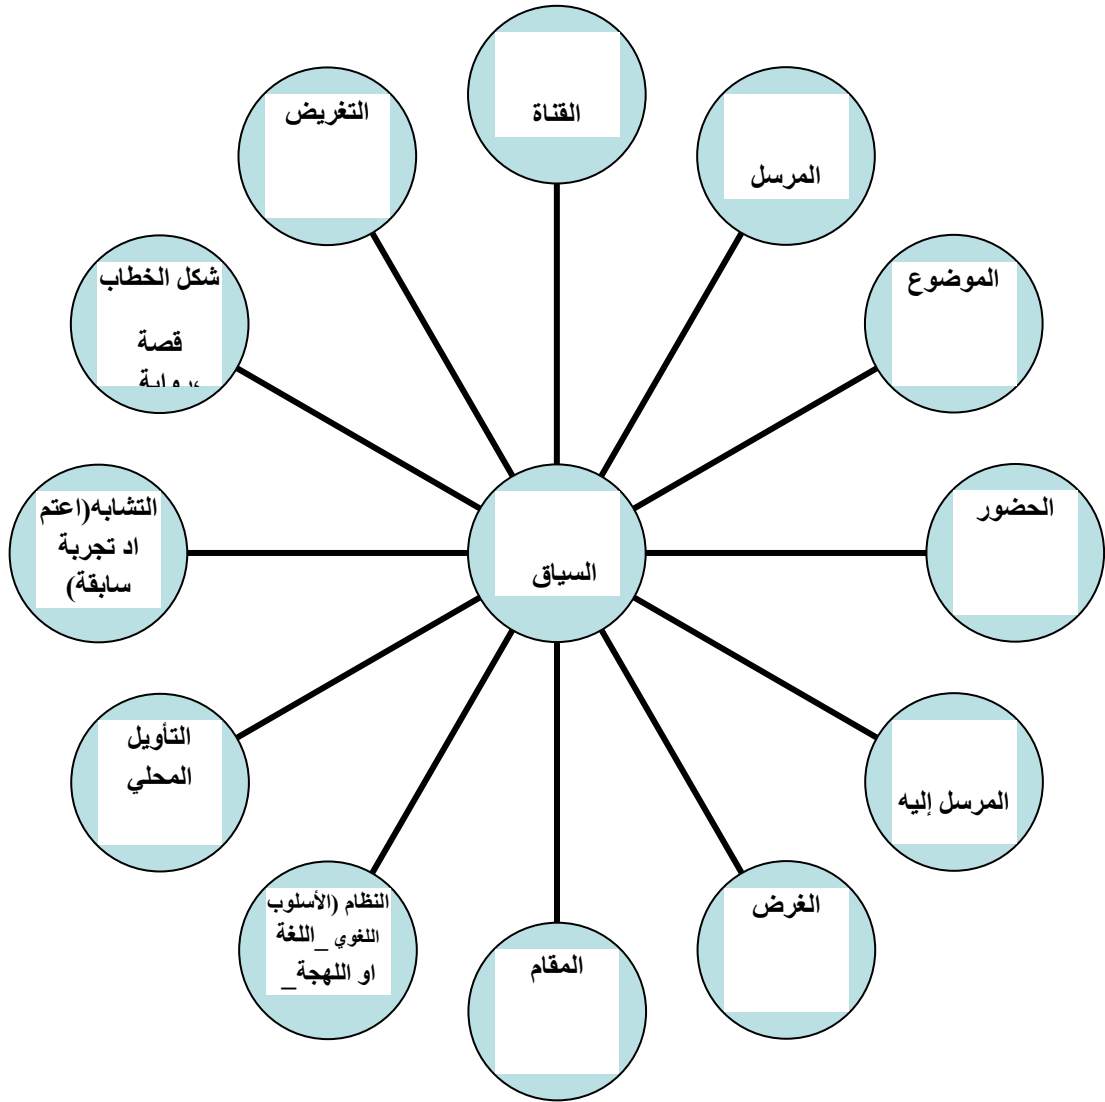 القناة
المرسل
الموضوع
الحضور
المرسل إليه
الغرض
المقام
النظام (الأسلوب
اللغوي _اللغة
او اللهجة_
التأويل
المحلي
التشابه(اعتم
اد تجربة
سابقة)
شكل الخطاب
قصة
،رواية
التغريض
السياق